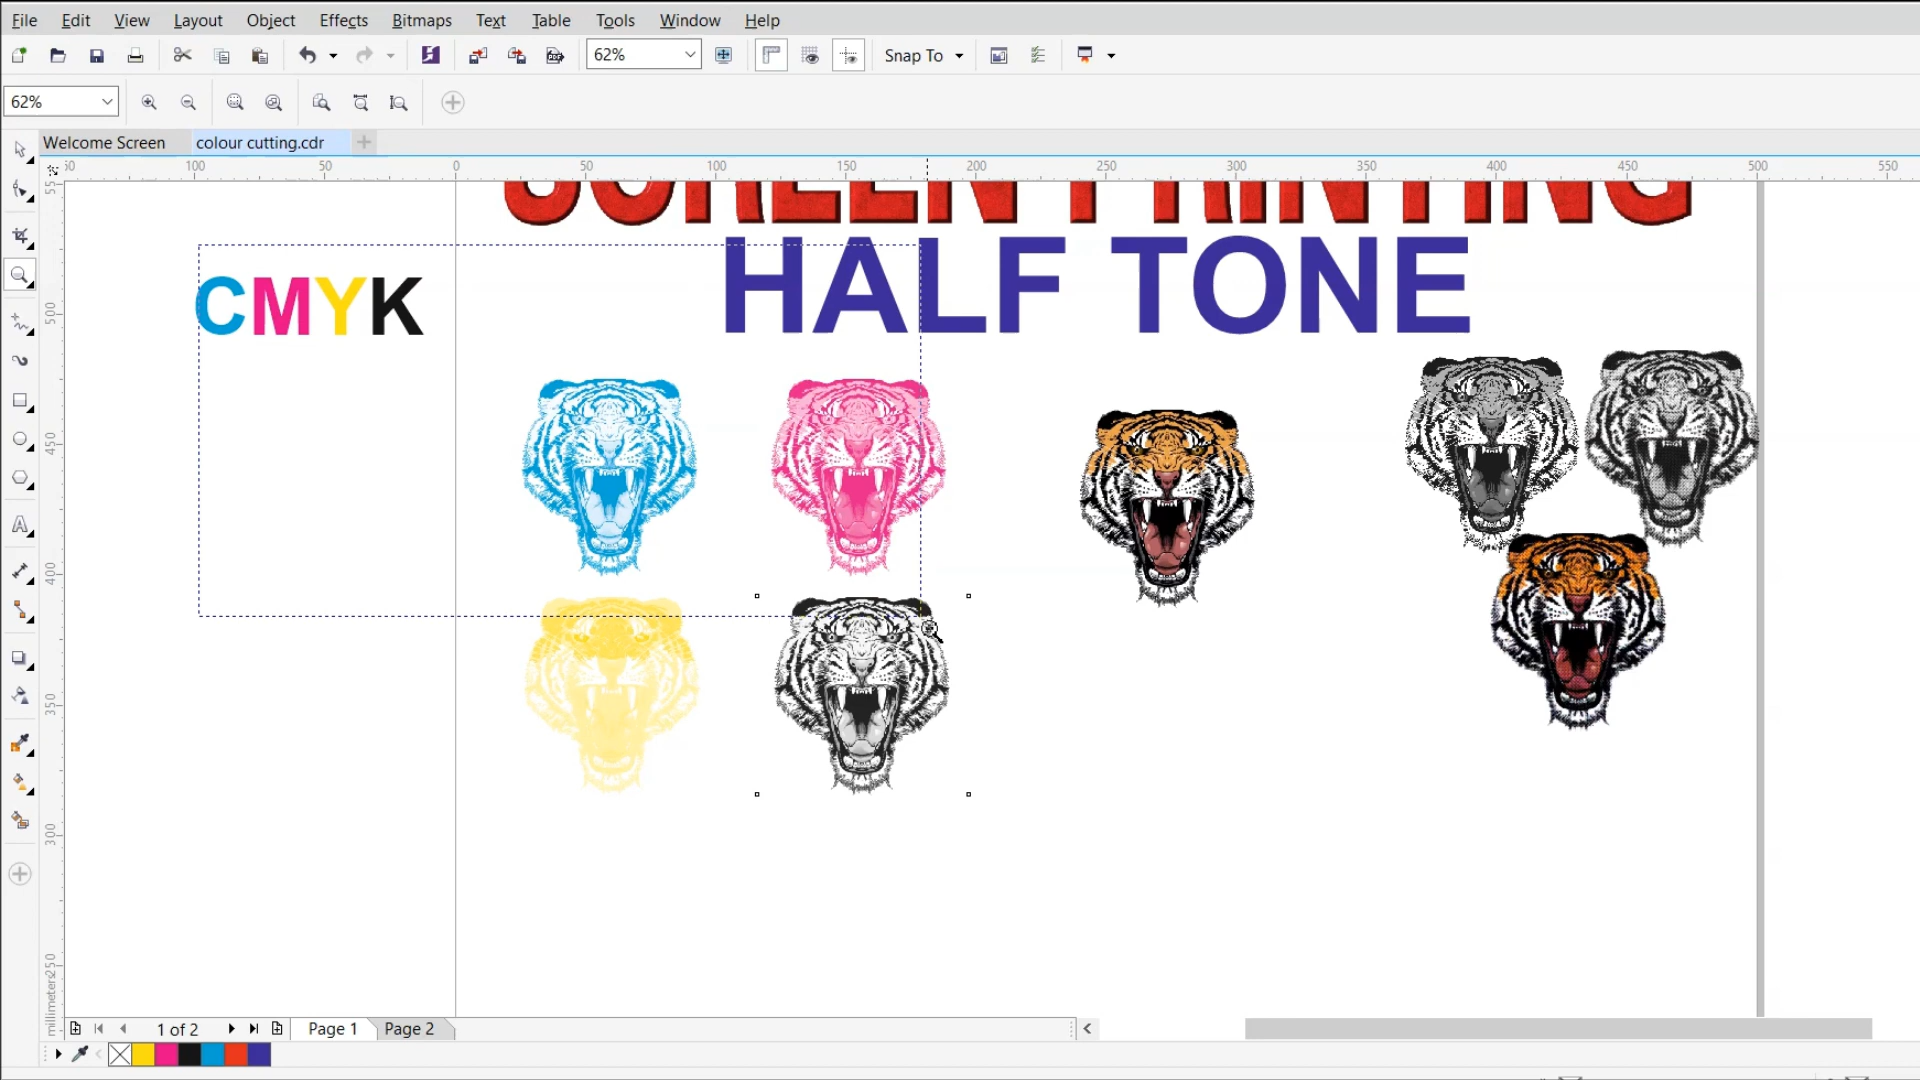 File Edit View Layout Object Effects Bitmaps Text Table Tools Window Help
62% Snap To
62%
Welcome Screen colour cutting.cdr
100 50 0 50 100 150 200 250 300 350 400 450 500 550
SCREEN PRINTING
HALF TONE
CMYK
500
450
400
350
300
250
millimeters
1 of 2 Page 1 Page 2